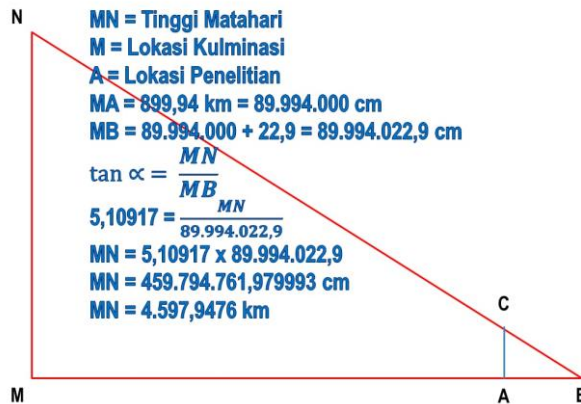 N
MN = Tinggi Matahari
M = Lokasi Kulminasi
A = Lokasi Penelitian
MA = 899,94 km = 89.994.000 cm
MB = 89.994.000 + 22,9 = 89.994.022,9 cm
tan ∝ = MN/MB
5,10917 = MN/89.994.022,9
MN = 5,10917 x 89.994.022,9
MN = 459.794.761,979993 cm
MN = 4.597,9476 km
C
M A B